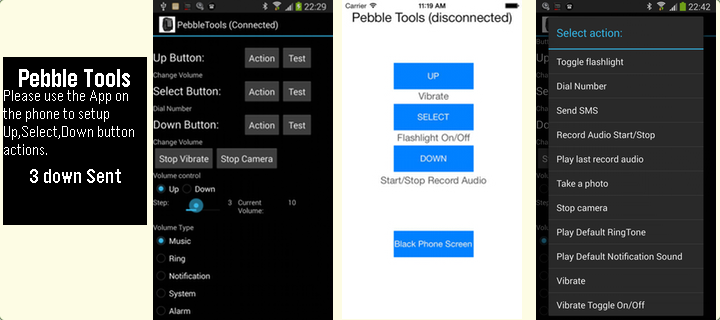 Pebble Tools
Please use the App on
the phone to setup
Up,Select,Down button
actions.
3 down Sent
22:29
PebbleTools (Connected)
Up Button: Action Test
Change Volume
Select Button: Action Test
Dial Number
Down Button: Action Test
Change Volume
Stop Vibrate Stop Camera
Volume control
Up Down
Step: 3 Current Volume: 10
Volume Type
Music
Ring
Notification
System
Alarm
Carrier 11:19 AM
Pebble Tools (disconnected)
UP
Vibrate
SELECT
Flashlight On/Off
DOWN
Start/Stop Record Audio
Black Phone Screen
22:42
Select action:
Toggle flashlight
Dial Number
Send SMS
Record Audio Start/Stop
Play last record audio
Take a photo
Stop camera
Play Default RingTone
Play Default Notification Sound
Vibrate
Vibrate Toggle On/Off